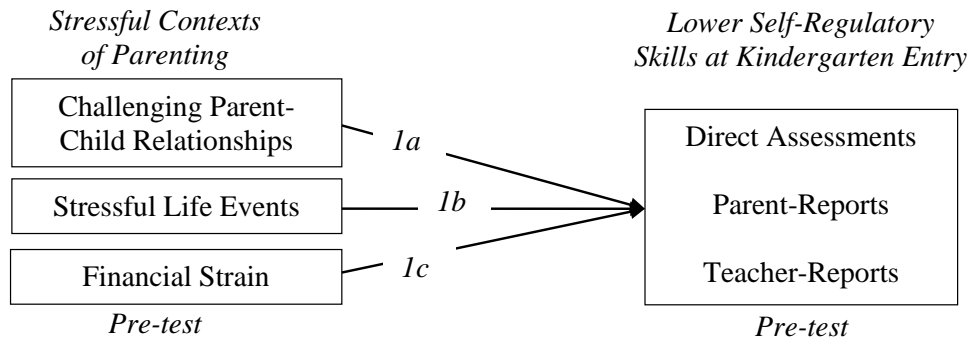 Stressful Contexts
of Parenting
Challenging Parent-
Child Relationships
Stressful Life Events
Financial Strain
Pre-test
1a
1b
1c
Lower Self-Regulatory
Skills at Kindergarten Entry
Direct Assessments
Parent-Reports
Teacher-Reports
Pre-test